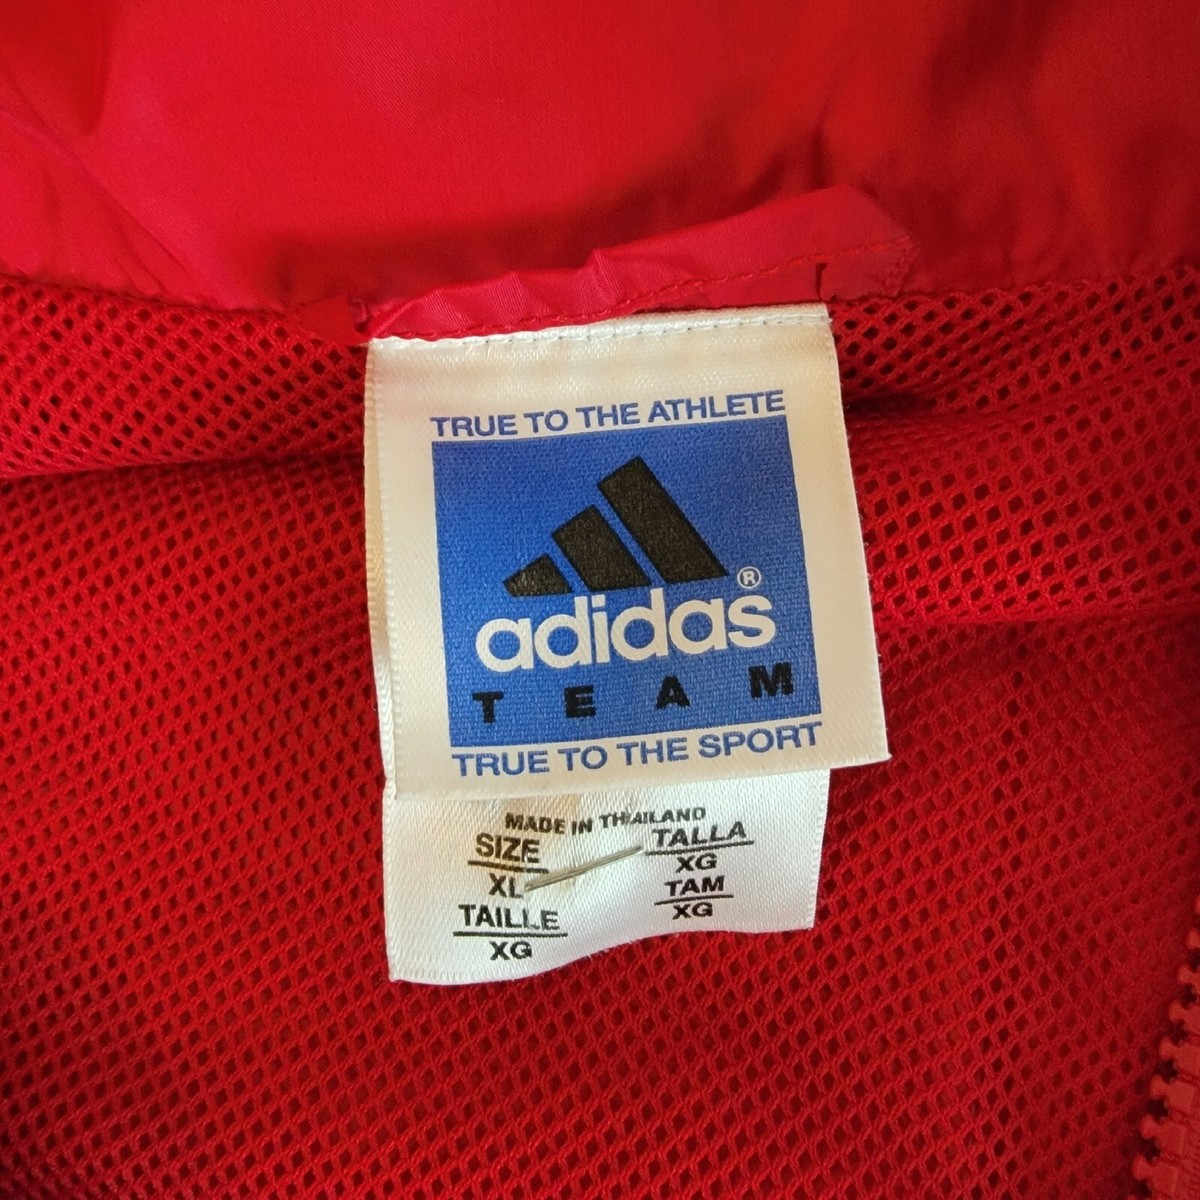 TRUE TO THE ATHLETE
adidas®
TEAM
TRUE TO THE SPORT
MADE IN THAILAND
SIZE
XL
TAILLE
XG
TALLA
XG
TAM
XG